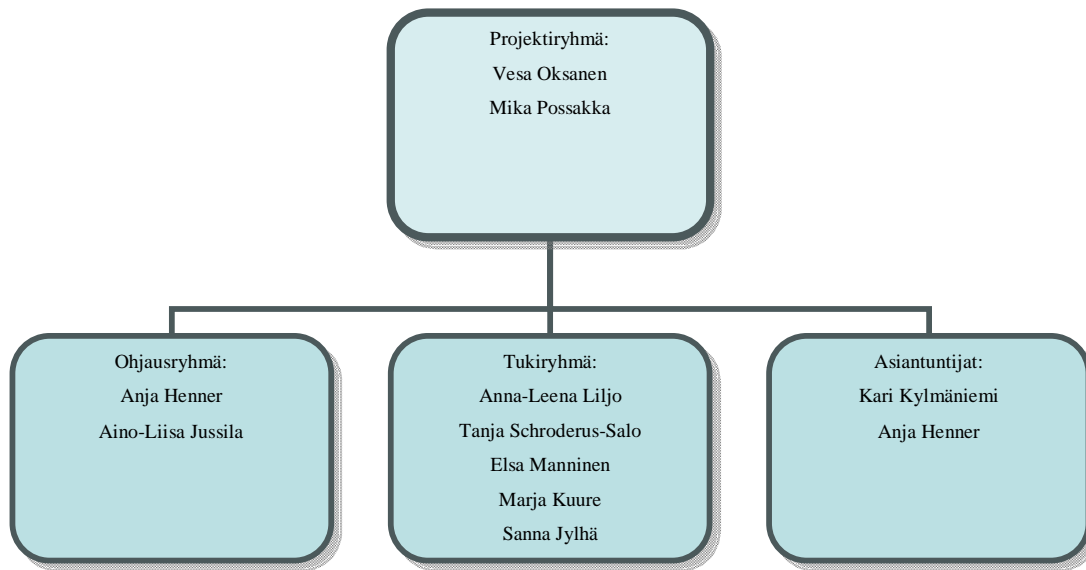 Projektiryhmä:
Vesa Oksanen
Mika Possakka
Ohjausryhmä:
Anja Henner
Aino-Liisa Jussila
Tukiryhmä:
Anna-Leena Liljo
Tanja Schroderus-Salo
Elsa Manninen
Marja Kuure
Sanna Jylhä
Asiantuntijat:
Kari Kylmäniemi
Anja Henner